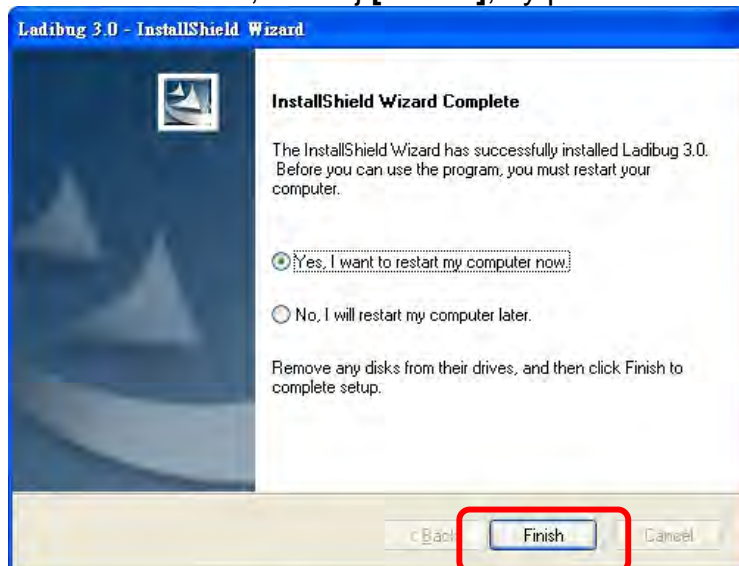 Ladibug 3.0 - InstallShield Wizard
InstallShield Wizard Complete
The InstallShield Wizard has successfully installed Ladibug 3.0.
Before you can use the program, you must restart your
computer.
Yes, I want to restart my computer now.
No, I will restart my computer later.
Remove any disks from their drives, and then click Finish to
complete setup.
< Back
Finish
Cancel